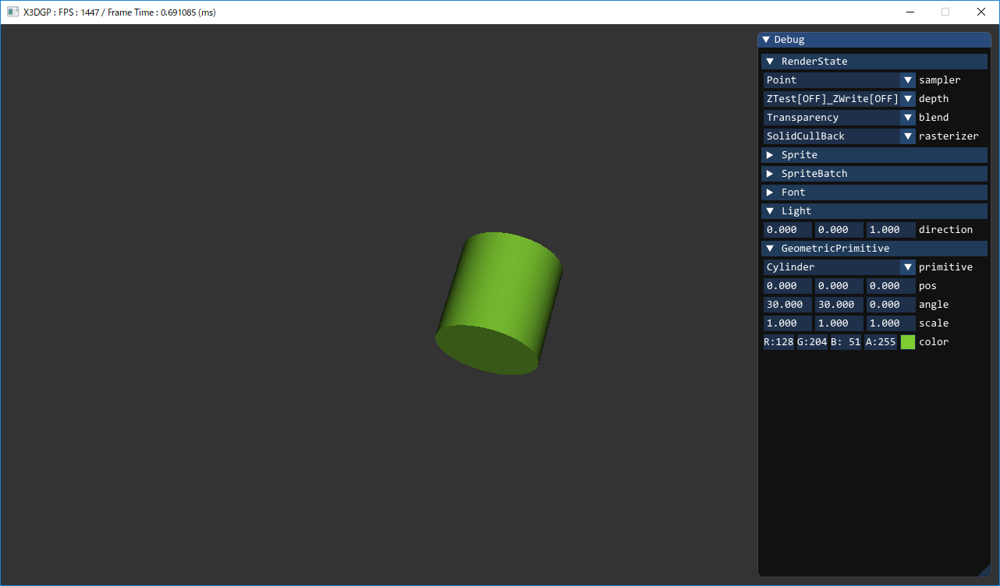 X3DGP : FPS : 1447 / Frame Time : 0.691085 (ms)
Debug
RenderState
Point sampler
ZTest[OFF]_ZWrite[OFF] depth
Transparency blend
SolidCullBack rasterizer
Sprite
SpriteBatch
Font
Light
0.000 0.000 1.000 direction
GeometricPrimitive
Cylinder primitive
0.000 0.000 0.000 pos
30.000 30.000 0.000 angle
1.000 1.000 1.000 scale
R:128 G:204 B: 51 A:255 color